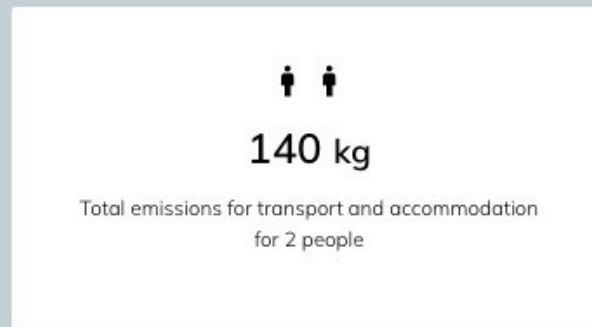 140 kg
Total emissions for transport and accommodation
for 2 people